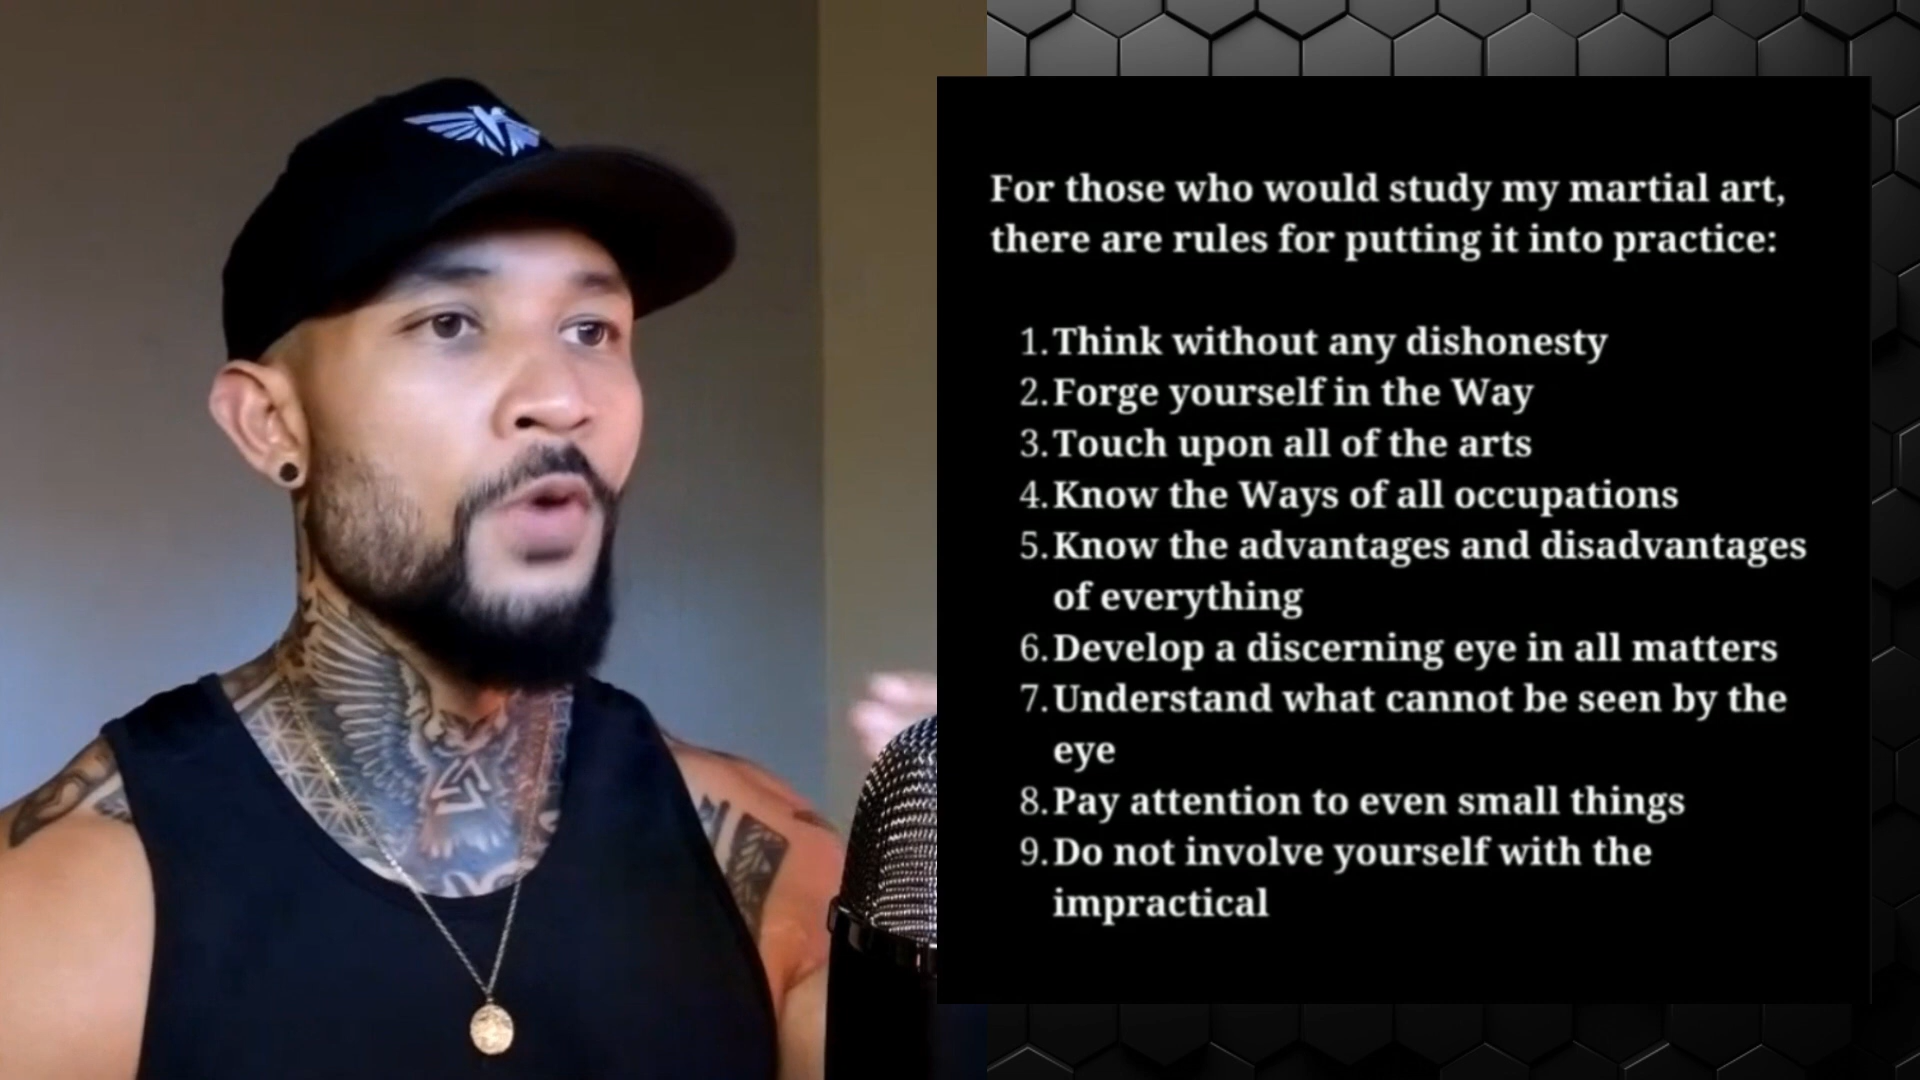 For those who would study my martial art,
there are rules for putting it into practice:
1. Think without any dishonesty
2. Forge yourself in the Way
3. Touch upon all of the arts
4. Know the Ways of all occupations
5. Know the advantages and disadvantages
of everything
6. Develop a discerning eye in all matters
7. Understand what cannot be seen by the
eye
8. Pay attention to even small things
9. Do not involve yourself with the
impractical